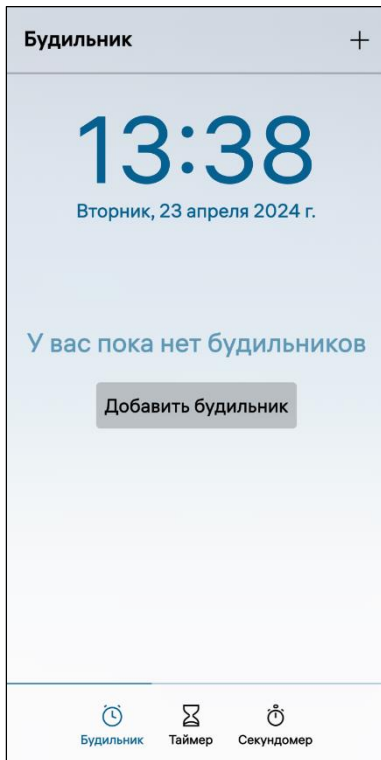 Будильник
13:38
Вторник, 23 апреля 2024 г.
У вас пока нет будильников
Добавить будильник
Будильник Таймер Секундомер